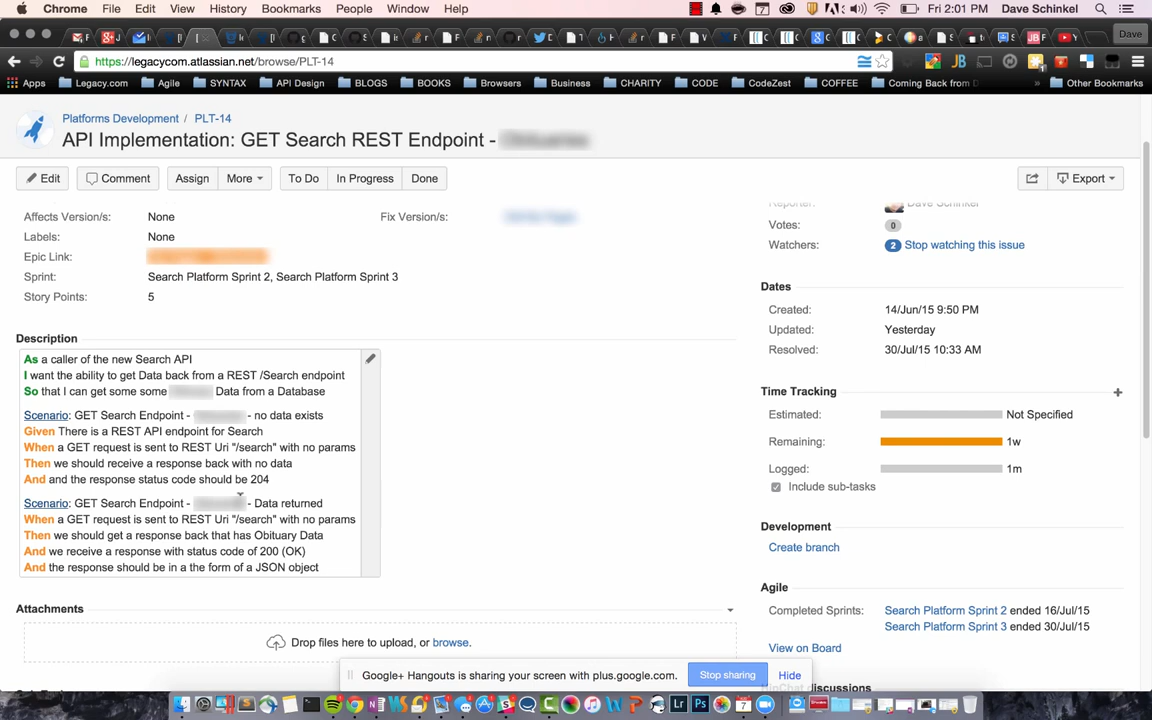 Chrome File Edit View History Bookmarks People Window Help Fri 2:01 PM Dave Schinkel
Dave
https://legacycom.atlassian.net/browse/PLT-14
Apps Legacy.com Agile SYNTAX API Design BLOGS BOOKS Browsers Business CHARITY CODE CodeZest COFFEE Coming Back from » Other Bookmarks
Platforms Development / PLT-14
API Implementation: GET Search REST Endpoint -
Edit Comment Assign More To Do In Progress Done Export
Affects Version/s: None Fix Version/s:
Labels: None
Epic Link:
Sprint: Search Platform Sprint 2, Search Platform Sprint 3
Story Points: 5
Description
As a caller of the new Search API
I want the ability to get Data back from a REST /Search endpoint
So that I can get some some Data from a Database
Scenario: GET Search Endpoint - - no data exists
Given There is a REST API endpoint for Search
When a GET request is sent to REST Uri "/search" with no params
Then we should receive a response back with no data
And and the response status code should be 204
Scenario: GET Search Endpoint - - Data returned
When a GET request is sent to REST Uri "/search" with no params
Then we should get a response back that has Obituary Data
And we receive a response with status code of 200 (OK)
And the response should be in a the form of a JSON object
Attachments
Drop files here to upload, or browse.
Reporter: Dave Schinkel
Votes: 0
Watchers: 2 Stop watching this issue
Dates
Created: 14/Jun/15 9:50 PM
Updated: Yesterday
Resolved: 30/Jul/15 10:33 AM
Time Tracking +
Estimated: Not Specified
Remaining: 1w
Logged: 1m
Include sub-tasks
Development
Create branch
Agile
Completed Sprints: Search Platform Sprint 2 ended 16/Jul/15
Search Platform Sprint 3 ended 30/Jul/15
View on Board
HipChat discussions
Google+ Hangouts is sharing your screen with plus.google.com. Stop sharing Hide